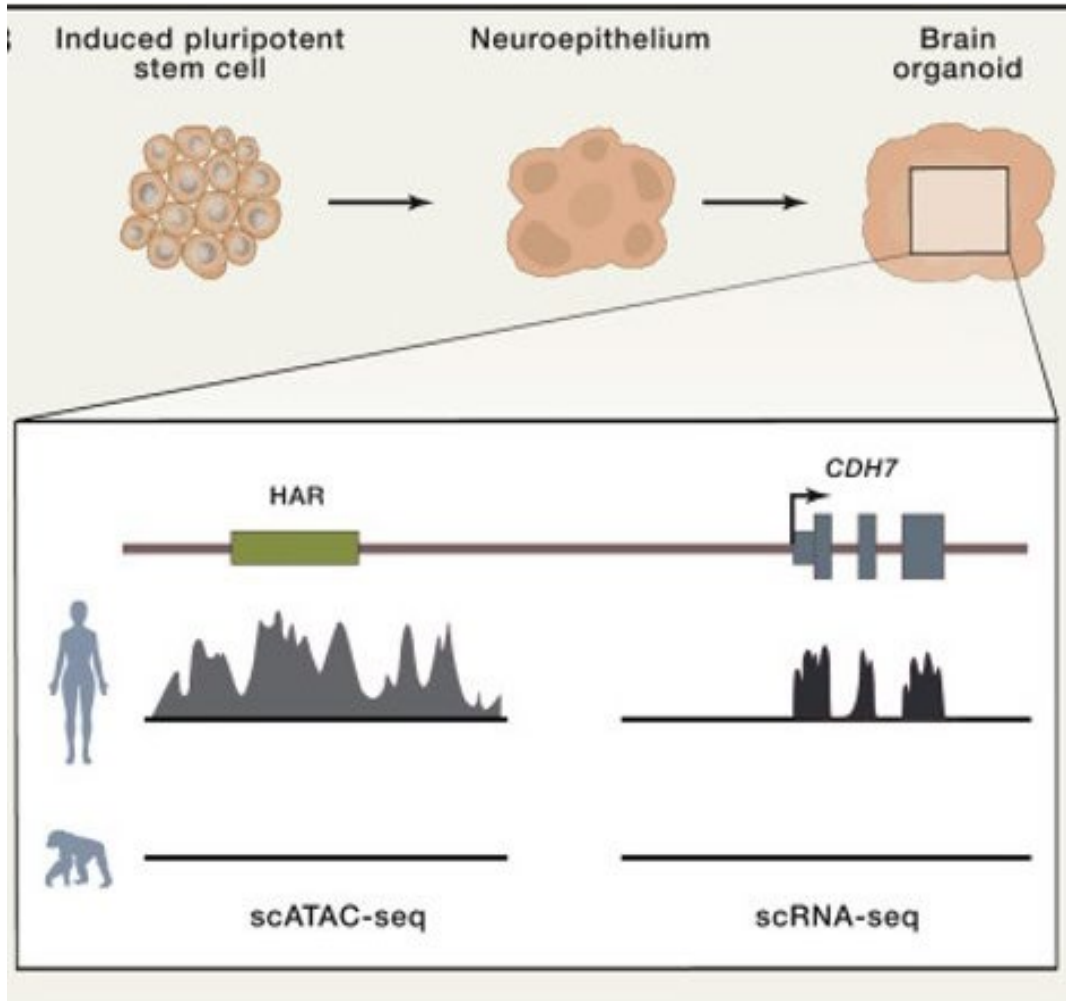 Induced pluripotent
stem cell
Neuroepithelium
Brain
organoid
HAR
CDH7
scATAC-seq
scRNA-seq